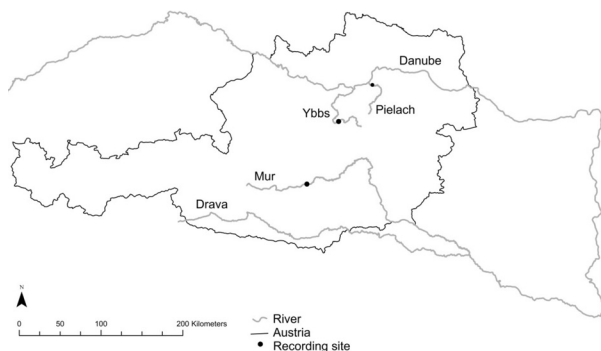 Danube
Ybbs
Pielach
Mur
Drava
N
0 50 100 200 Kilometers
River
Austria
Recording site